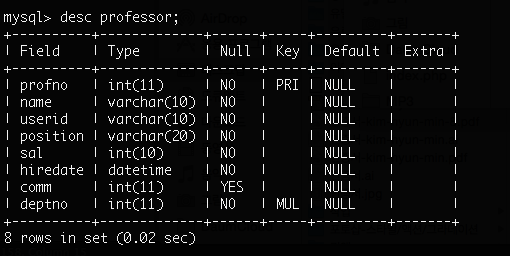 mysql> desc professor;
+----------+-------------+------+-----+---------+-------+
| Field    | Type        | Null | Key | Default | Extra |
+----------+-------------+------+-----+---------+-------+
| profno   | int(11)     | NO   | PRI | NULL    |       |
| name     | varchar(10) | NO   |     | NULL    |       |
| userid   | varchar(10) | NO   |     | NULL    |       |
| position | varchar(20) | NO   |     | NULL    |       |
| sal      | int(10)     | NO   |     | NULL    |       |
| hiredate | datetime    | NO   |     | NULL    |       |
| comm     | int(11)     | YES  |     | NULL    |       |
| deptno   | int(11)     | NO   | MUL | NULL    |       |
+----------+-------------+------+-----+---------+-------+
8 rows in set (0.02 sec)